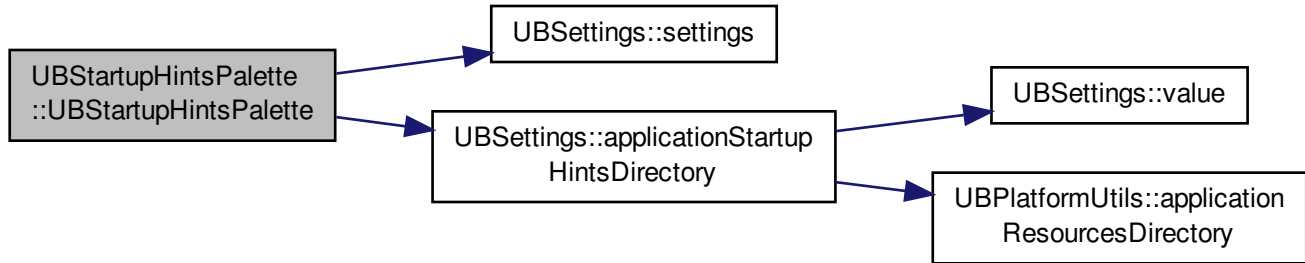 UBStartupHintsPalette
::UBStartupHintsPalette
UBSettings::settings
UBSettings::applicationStartup
HintsDirectory
UBSettings::value
UBPlatformUtils::application
ResourcesDirectory